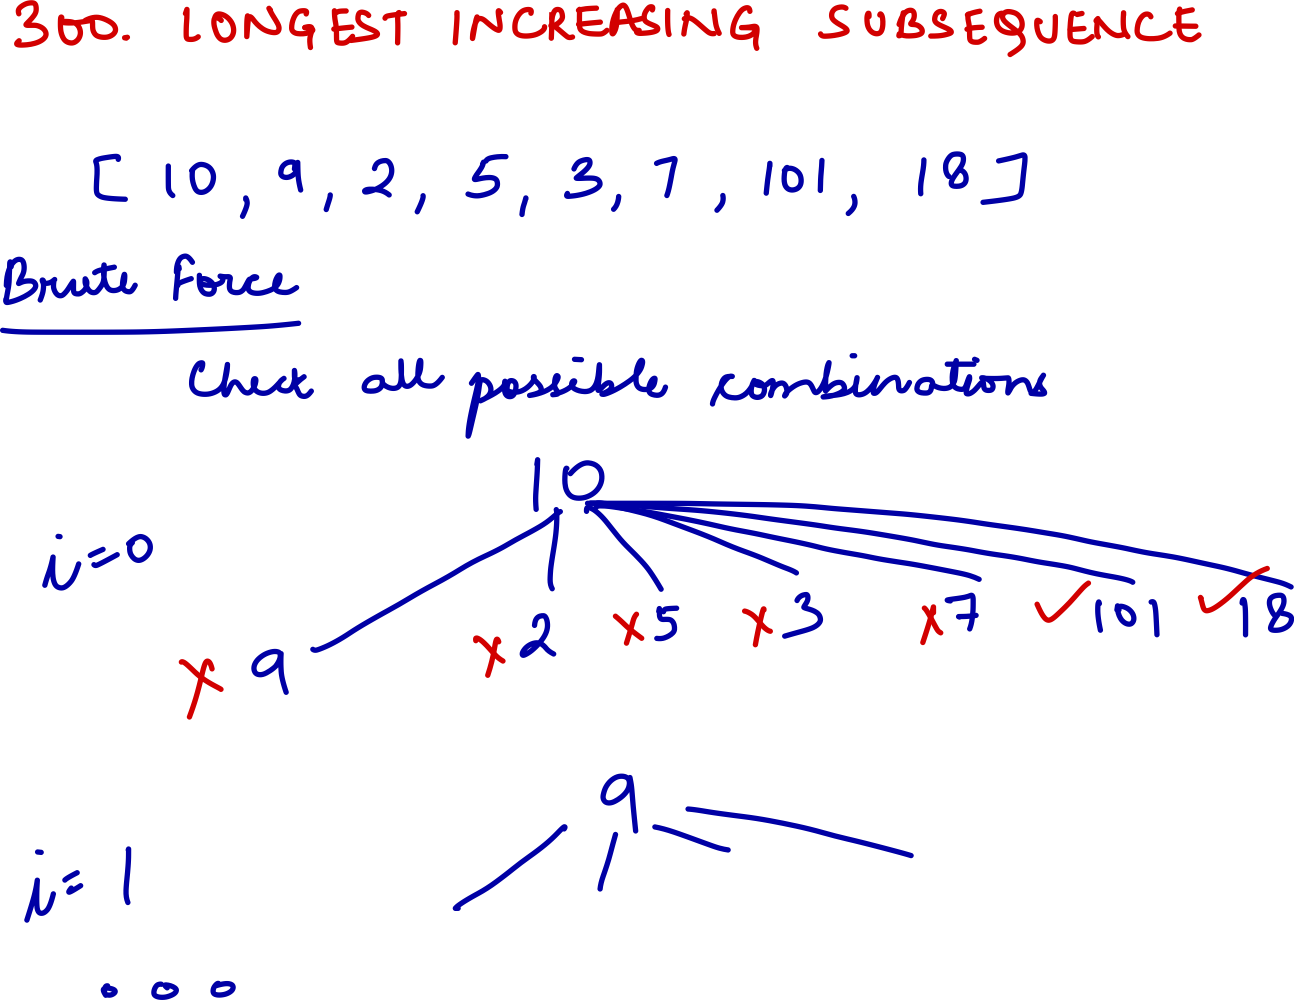 300. LONGEST INCREASING SUBSEQUENCE
[ 10, 9, 2, 5, 3, 7, 101, 18 ]
Brute Force
Check all possible combinations
10
i=0
x 9 x 2 x 5 x 3 x 7 ✓ 101 ✓ 18
9
i= 1
...